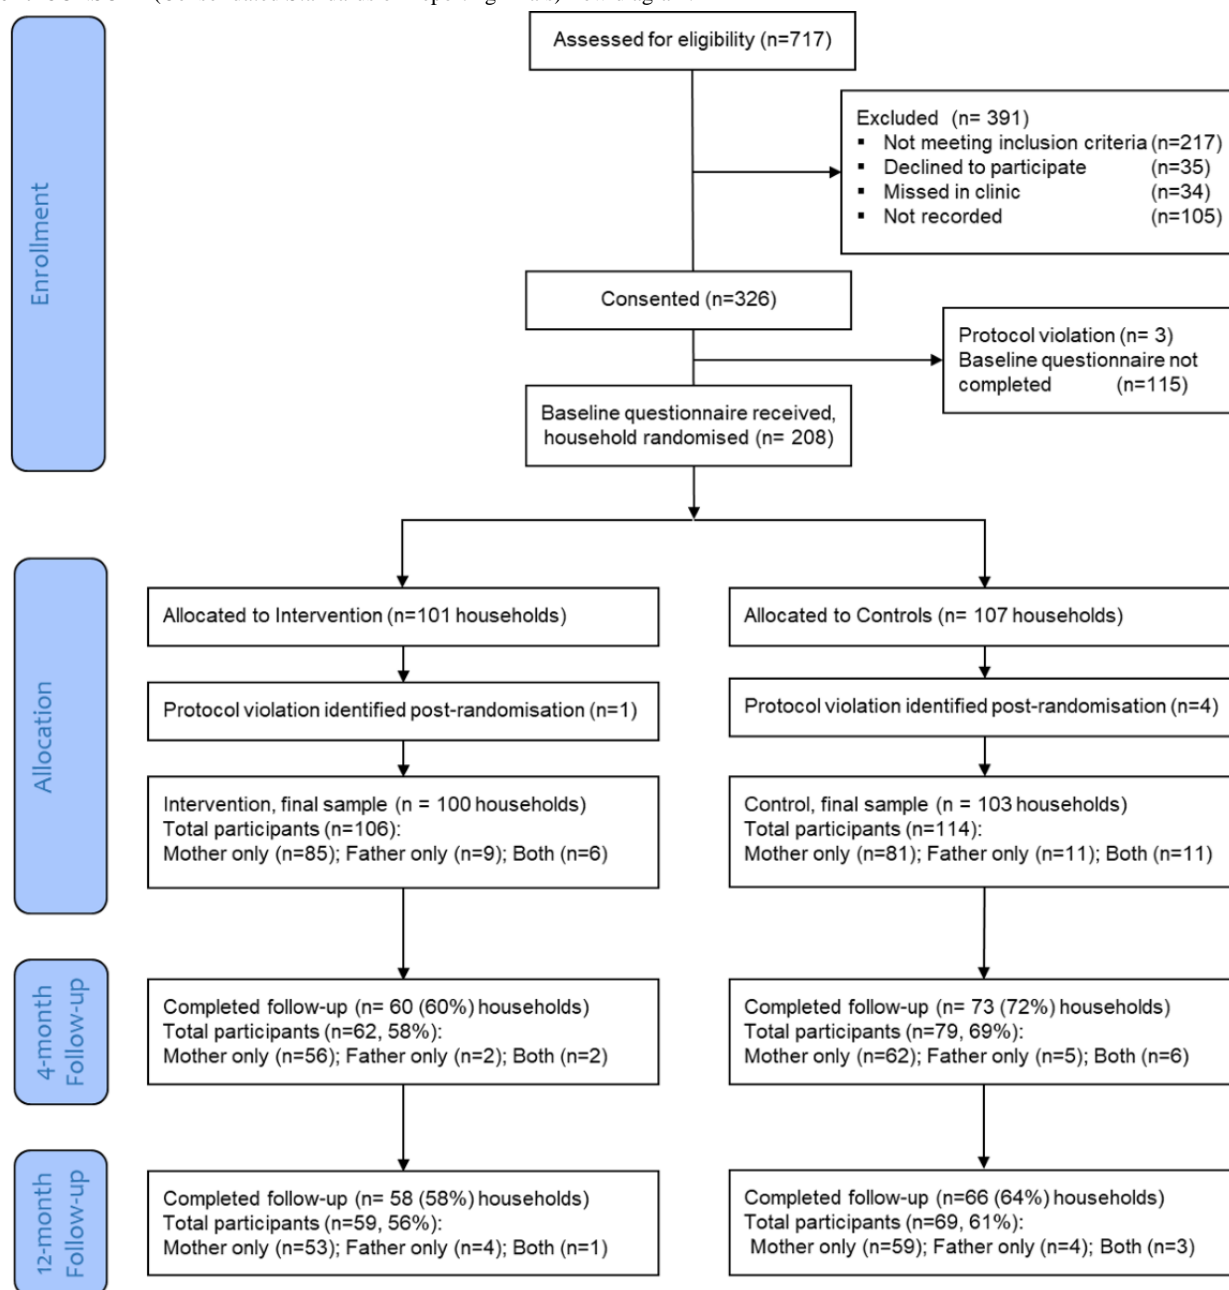 Assessed for eligibility (n=717)
Excluded (n= 391)
▪ Not meeting inclusion criteria (n=217)
▪ Declined to participate (n=35)
▪ Missed in clinic (n=34)
▪ Not recorded (n=105)
Enrollment
Consented (n=326)
Protocol violation (n= 3)
Baseline questionnaire not
completed (n=115)
Baseline questionnaire received,
household randomised (n= 208)
Allocation
Allocated to Intervention (n=101 households)
Allocated to Controls (n= 107 households)
Protocol violation identified post-randomisation (n=1)
Protocol violation identified post-randomisation (n=4)
Intervention, final sample (n = 100 households)
Total participants (n=106):
Mother only (n=85); Father only (n=9); Both (n=6)
Control, final sample (n = 103 households)
Total participants (n=114):
Mother only (n=81); Father only (n=11); Both (n=11)
4-month
Follow-up
Completed follow-up (n= 60 (60%) households)
Total participants (n=62, 58%):
Mother only (n=56); Father only (n=2); Both (n=2)
Completed follow-up (n= 73 (72%) households)
Total participants (n=79, 69%):
Mother only (n=62); Father only (n=5); Both (n=6)
12-month
Follow-up
Completed follow-up (n= 58 (58%) households)
Total participants (n=59, 56%):
Mother only (n=53); Father only (n=4); Both (n=1)
Completed follow-up (n=66 (64%) households)
Total participants (n=69, 61%):
Mother only (n=59); Father only (n=4); Both (n=3)